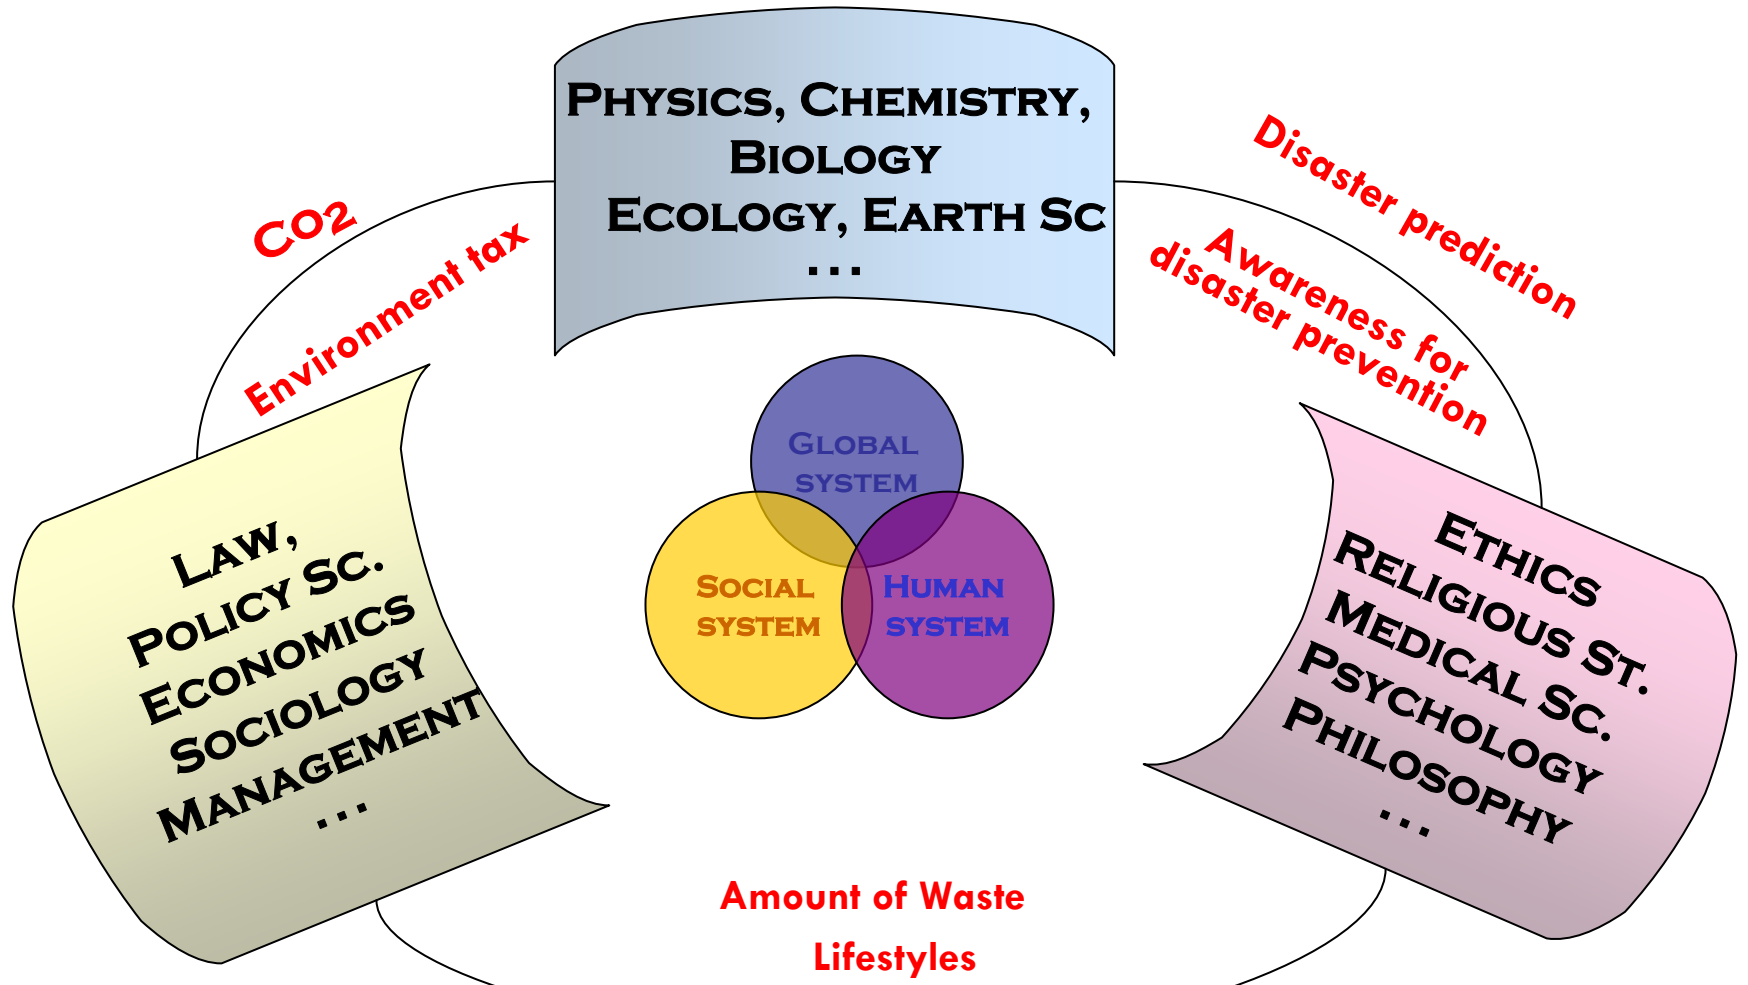 Physics, Chemistry,
Biology
Ecology, Earth Sc
...
CO2
Environment tax
Disaster prediction
Awareness for
disaster prevention
Global
system
Social
system
Human
system
Law,
Policy Sc.
Economics
Sociology
Management
...
Ethics
Religious St.
Medical Sc.
Psychology
Philosophy
...
Amount of Waste
Lifestyles